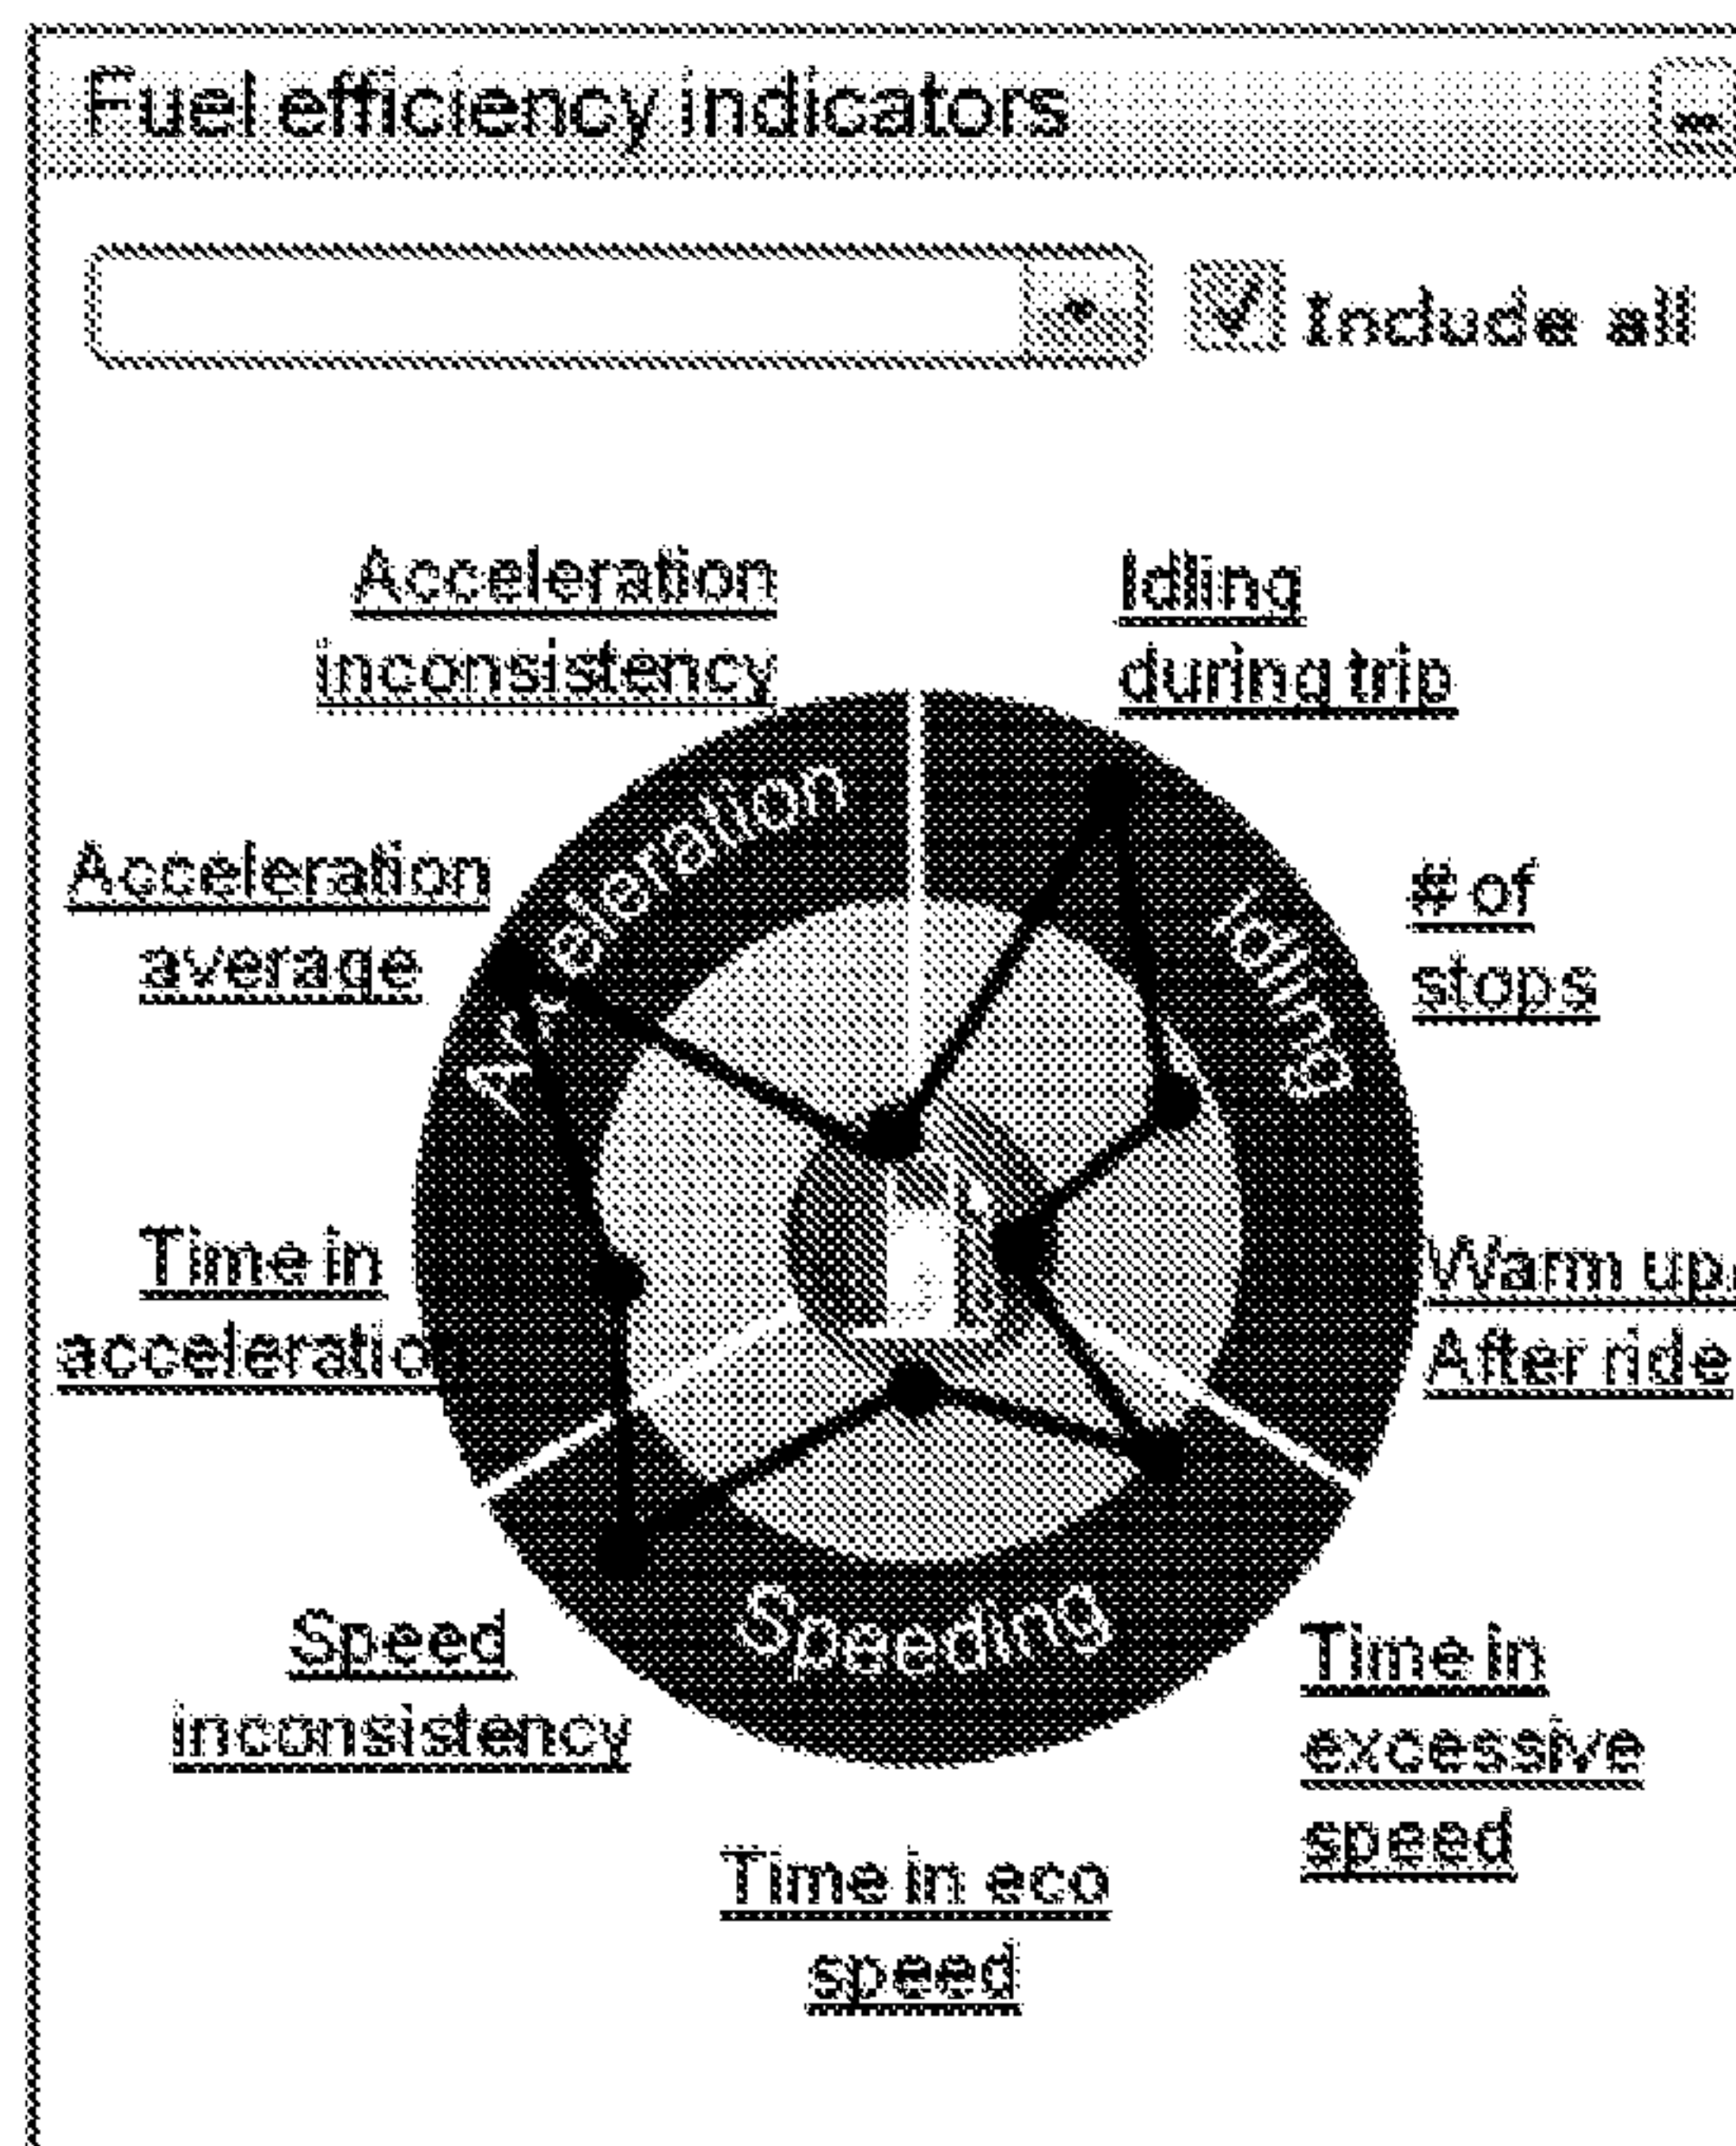 Fuel efficiency indicators
Include all
Acceleration
inconsistency
Idling
during trip
Acceleration
Idling
Acceleration
average
# of
stops
Time in
acceleration
Warm up
After ride
Speeding
Speed
inconsistency
Time in
excessive
speed
Time in eco
speed